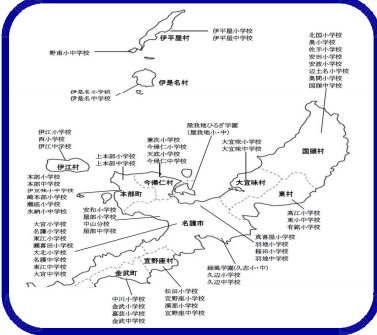 伊平屋小学校
伊平屋中学校
伊平屋村
野甫小中学校
伊是名村
伊是名小学校
伊是名中学校
北国小学校
奥小学校
佐手小学校
安田小学校
安波小学校
辺土名小学校
奥間小学校
国頭中学校
国頭村
屋我地ひるぎ学園
(屋我地小・中)
兼次小学校
今帰仁小学校
天底小学校
今帰仁中学校
大宜味小学校
大宜味中学校
伊江小学校
西小学校
伊江中学校
上本部小学校
上本部中学校
伊江村
今帰仁村
大宜味村
東村
本部町
本部小学校
本部中学校
伊豆味小中学校
崎本部小学校
瀬底小学校
水納小中学校
安和小学校
屋部小学校
中山分校
屋部中学校
名護市
高江小学校
東小中学校
有銘小学校
大宮小学校
名護小学校
東江小学校
瀬喜田小学校
大北小学校
名護中学校
東江中学校
大宮中学校
真喜屋小学校
羽地小学校
稲田小学校
羽地中学校
緑風学園(久志小・中)
久辺小学校
久辺中学校
宜野座村
金武町
松田小学校
宜野座小学校
漢那小学校
宜野座中学校
中川小学校
金武小学校
嘉芸小学校
金武中学校